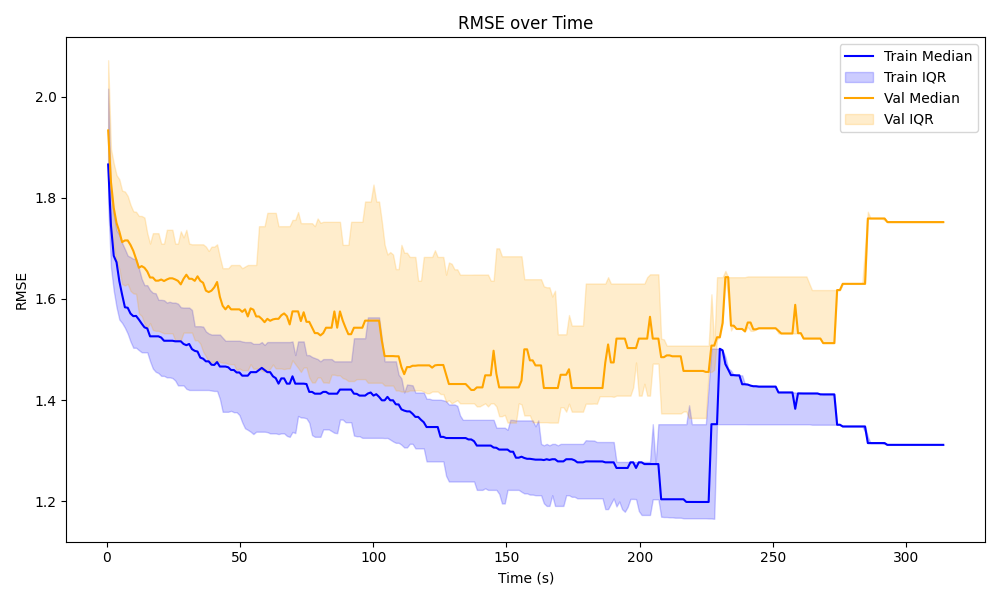 RMSE over Time
RMSE
2.0
1.8
1.6
1.4
1.2
0
50
100
150
200
250
300
Time (s)
Train Median
Train IQR
Val Median
Val IQR